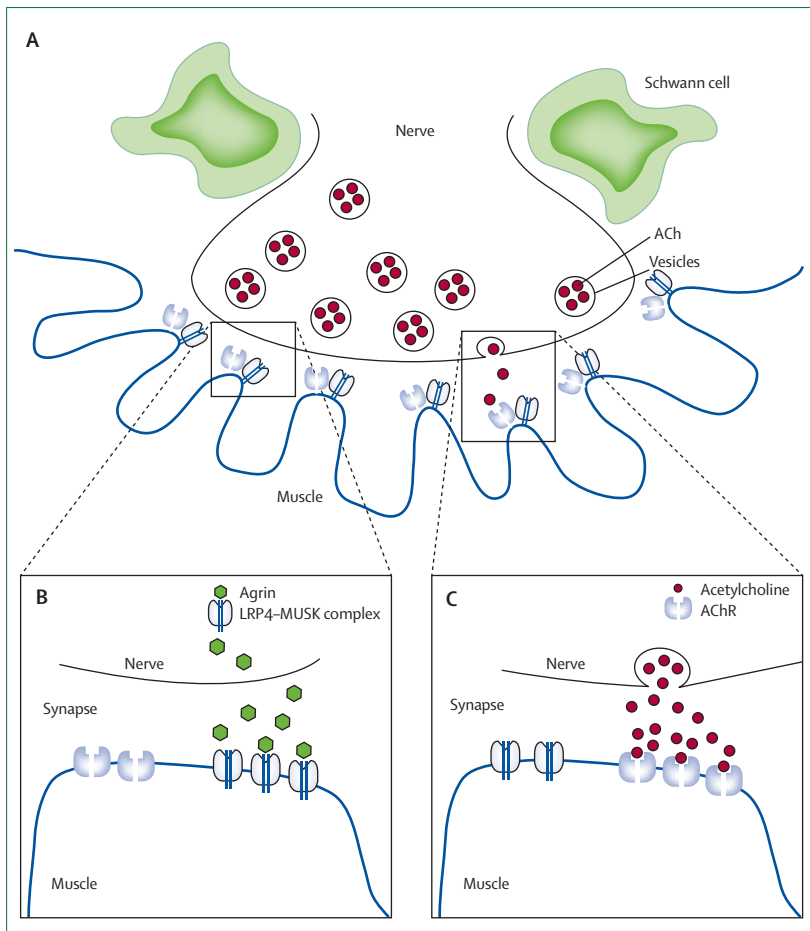 A
Schwann cell
Nerve
ACh
Vesicles
Muscle
B
Agrin
LRP4–MUSK complex
Nerve
Synapse
Muscle
C
Acetylcholine
AChR
Nerve
Synapse
Muscle